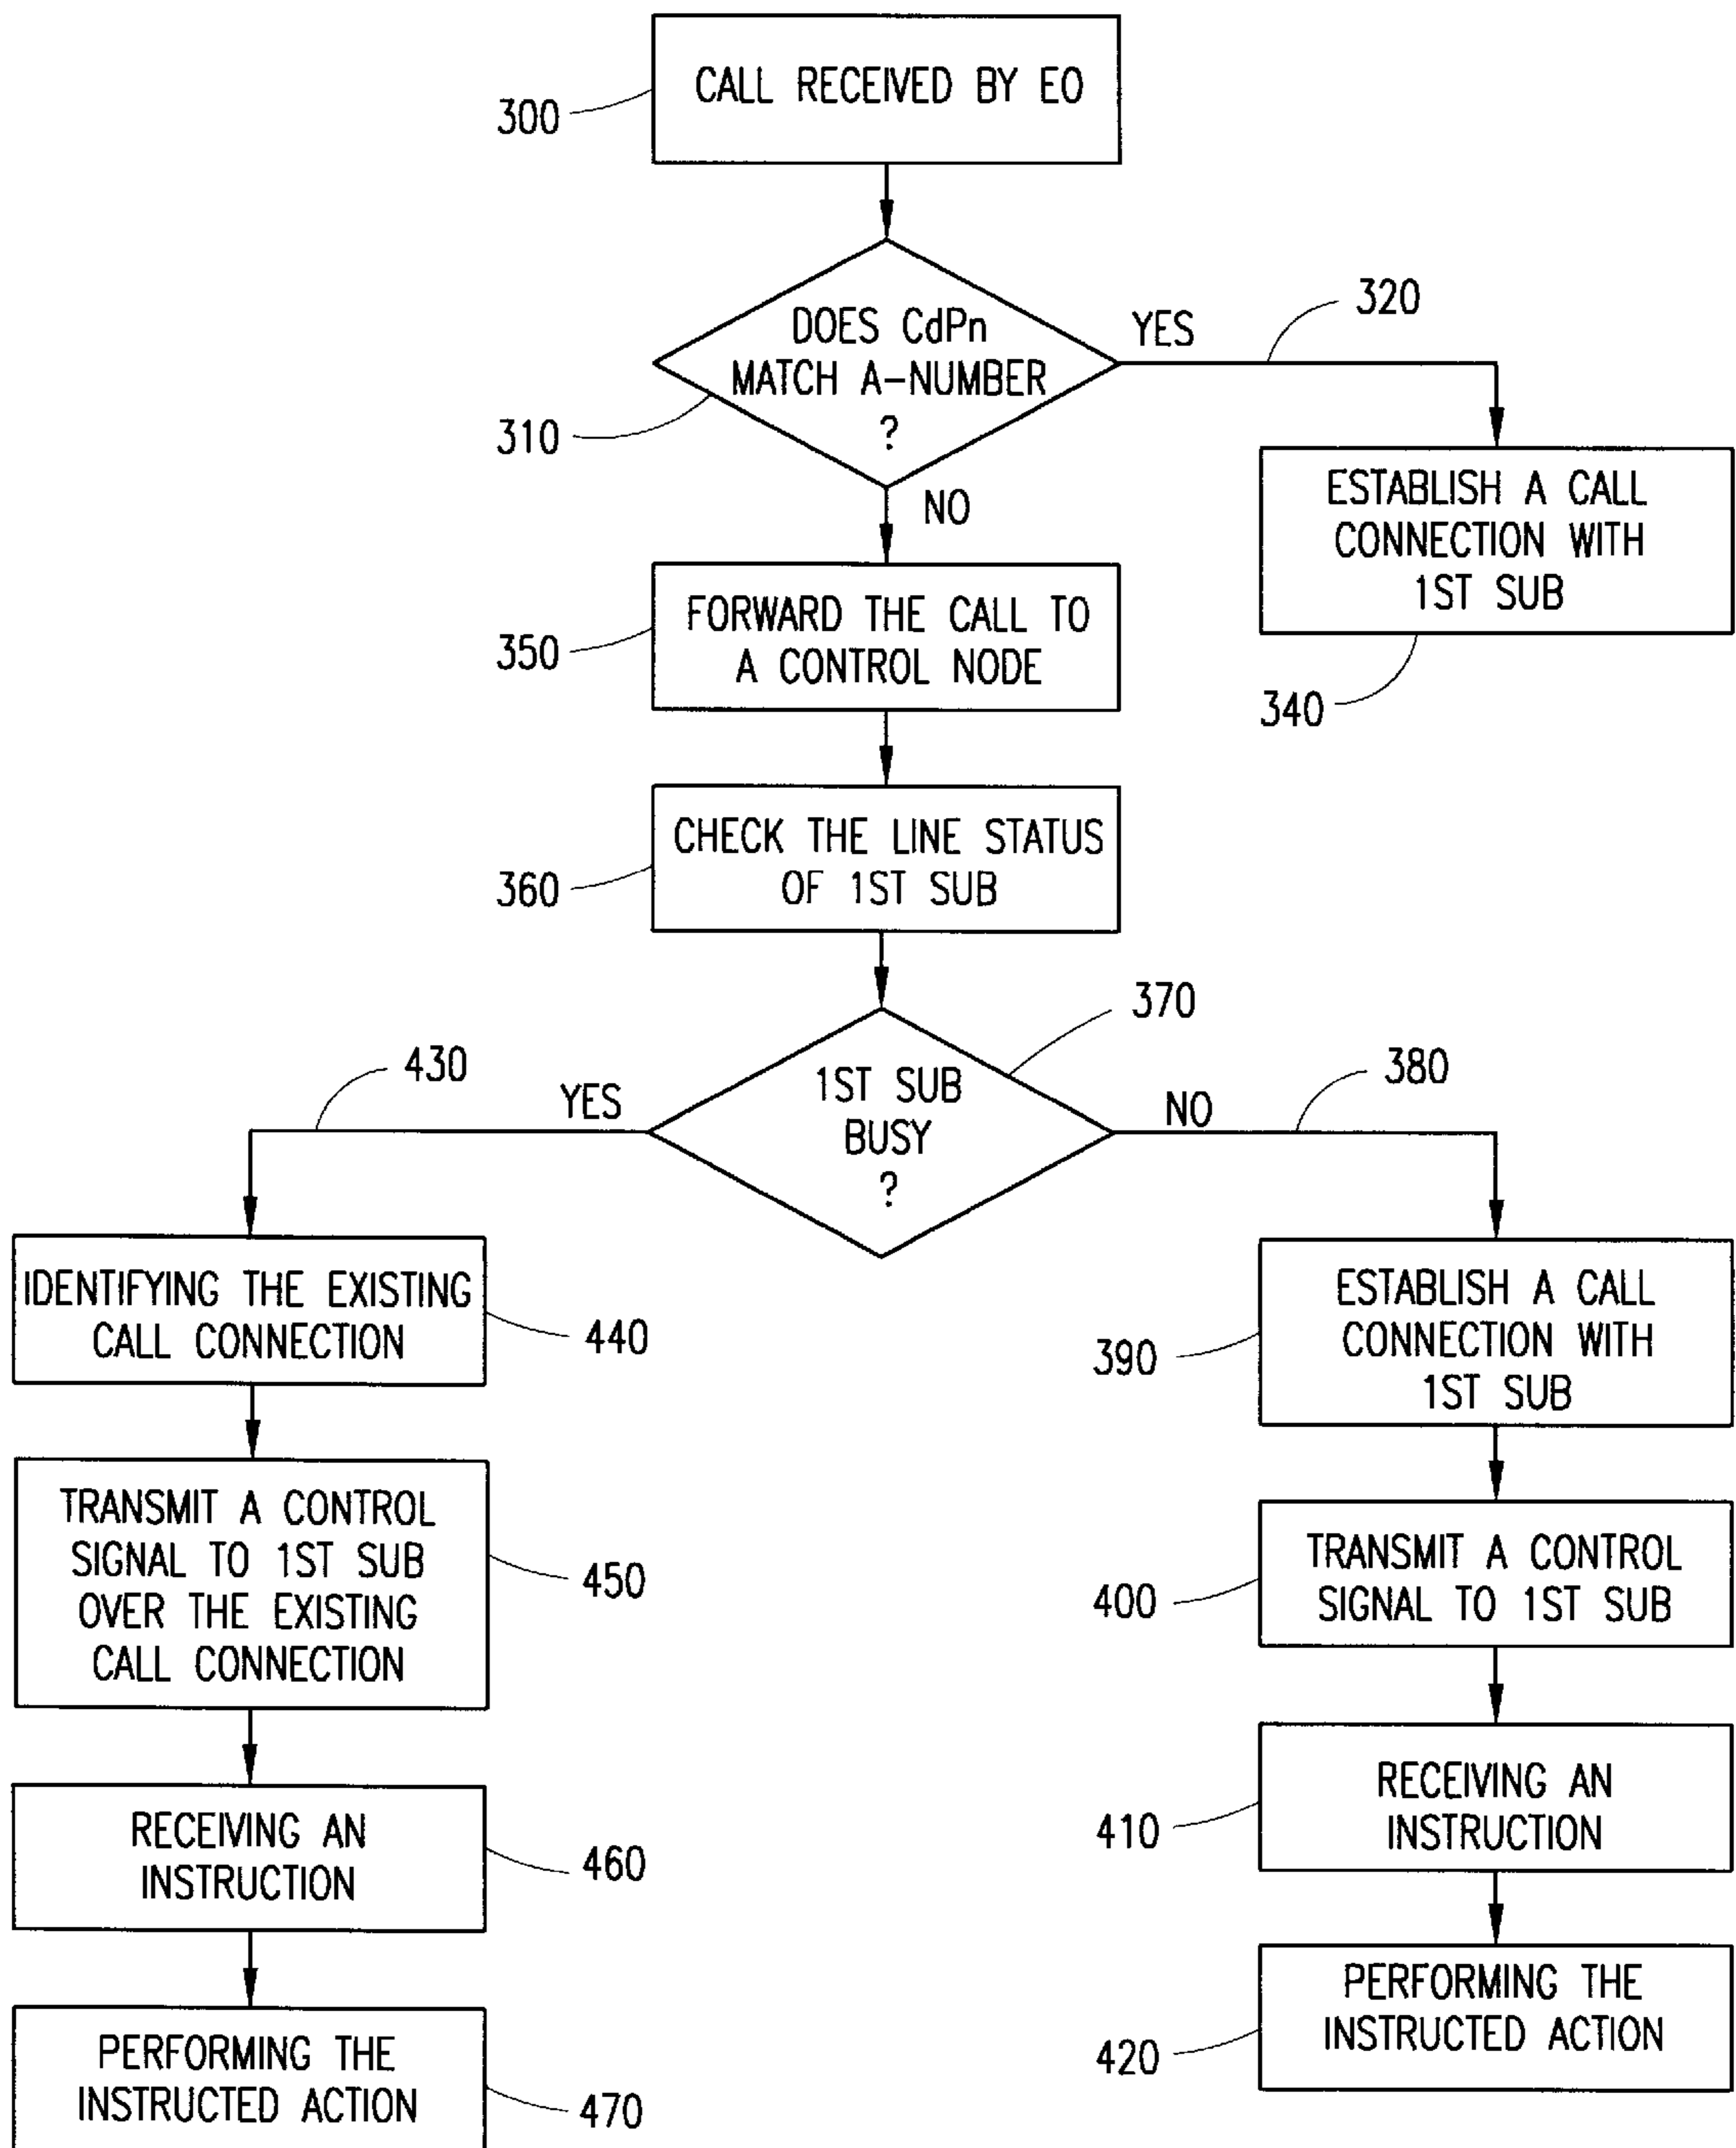 CALL RECEIVED BY EO
300
DOES CdPn
MATCH A-NUMBER
?
310
YES
320
NO
ESTABLISH A CALL
CONNECTION WITH
1ST SUB
340
FORWARD THE CALL TO
A CONTROL NODE
350
CHECK THE LINE STATUS
OF 1ST SUB
360
1ST SUB
BUSY
?
370
YES
430
NO
380
IDENTIFYING THE EXISTING
CALL CONNECTION
440
TRANSMIT A CONTROL
SIGNAL TO 1ST SUB
OVER THE EXISTING
CALL CONNECTION
450
RECEIVING AN
INSTRUCTION
460
PERFORMING THE
INSTRUCTED ACTION
470
ESTABLISH A CALL
CONNECTION WITH
1ST SUB
390
TRANSMIT A CONTROL
SIGNAL TO 1ST SUB
400
RECEIVING AN
INSTRUCTION
410
PERFORMING THE
INSTRUCTED ACTION
420